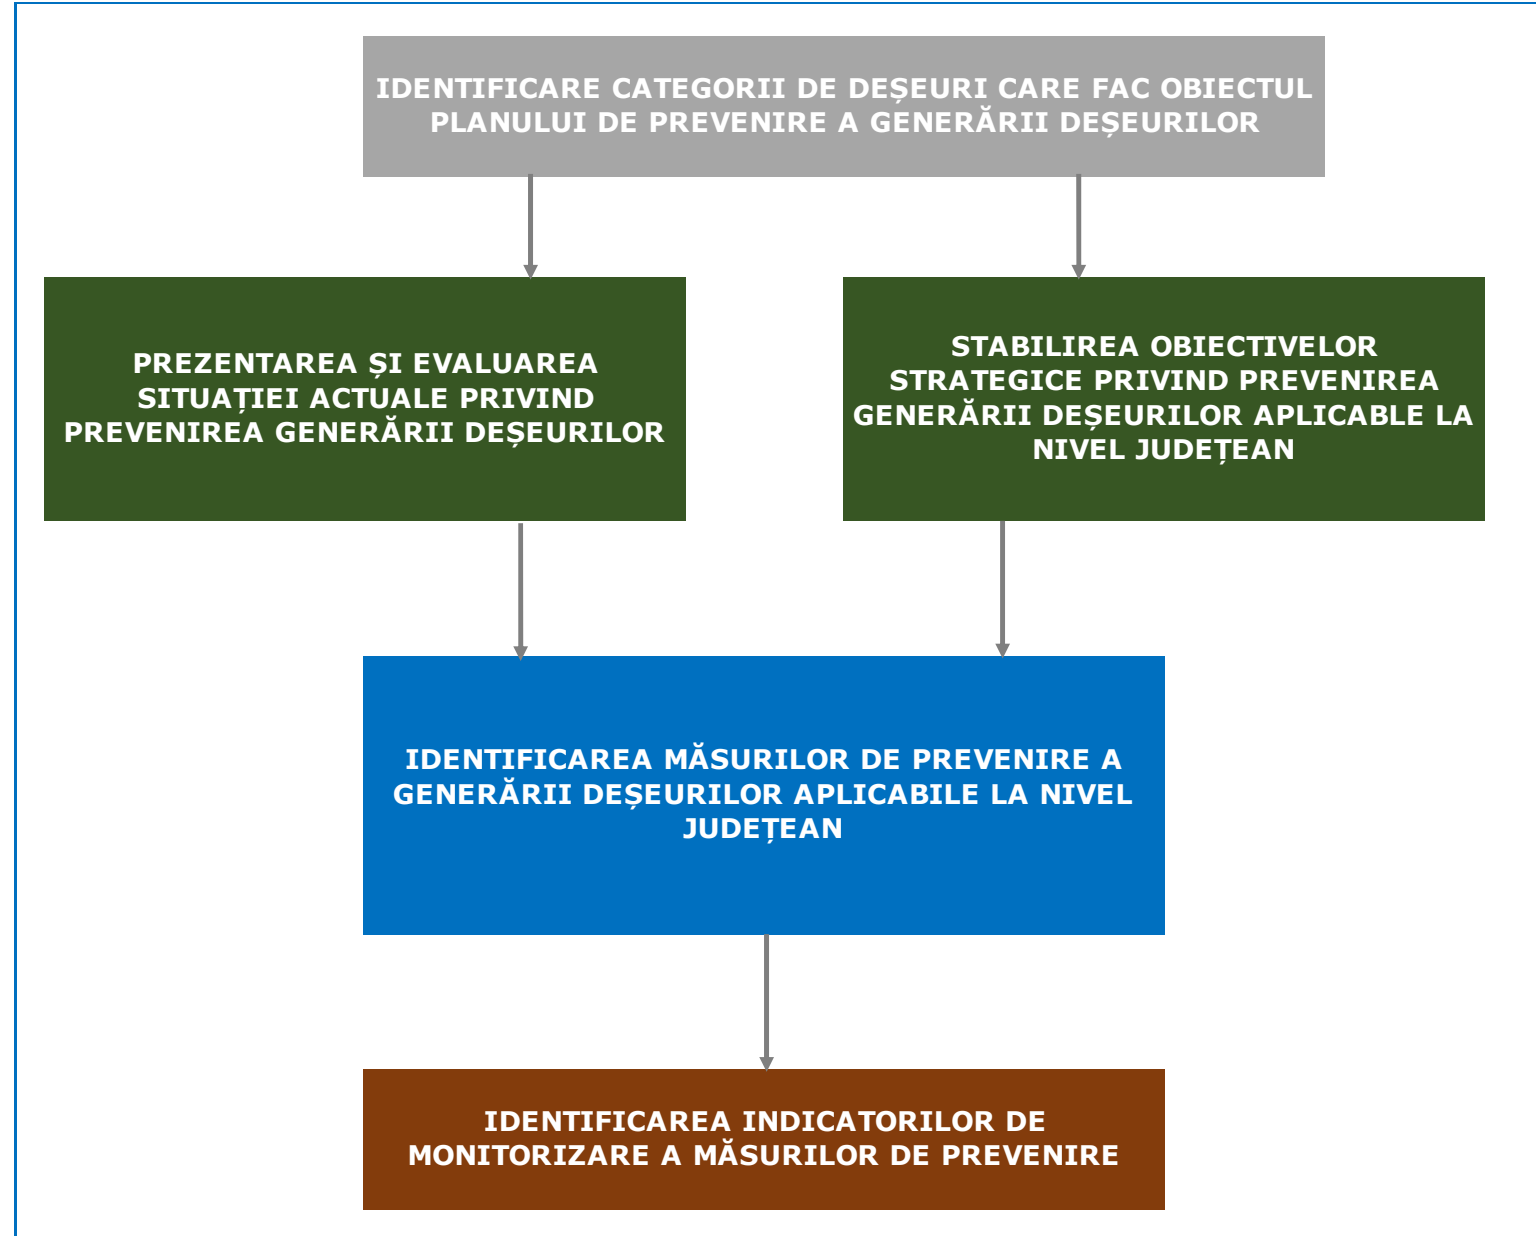 IDENTIFICARE CATEGORII DE DEȘEURI CARE FAC OBIECTUL
PLANULUI DE PREVENIRE A GENERĂRII DEȘEURILOR
PREZENTAREA ȘI EVALUAREA
SITUAȚIEI ACTUALE PRIVIND
PREVENIREA GENERĂRII DEȘEURILOR
STABILIREA OBIECTIVELOR
STRATEGICE PRIVIND PREVENIREA
GENERĂRII DEȘEURILOR APLICABLE LA
NIVEL JUDEȚEAN
IDENTIFICAREA MĂSURILOR DE PREVENIRE A
GENERĂRII DEȘEURILOR APLICABILE LA NIVEL
JUDEȚEAN
IDENTIFICAREA INDICATORILOR DE
MONITORIZARE A MĂSURILOR DE PREVENIRE